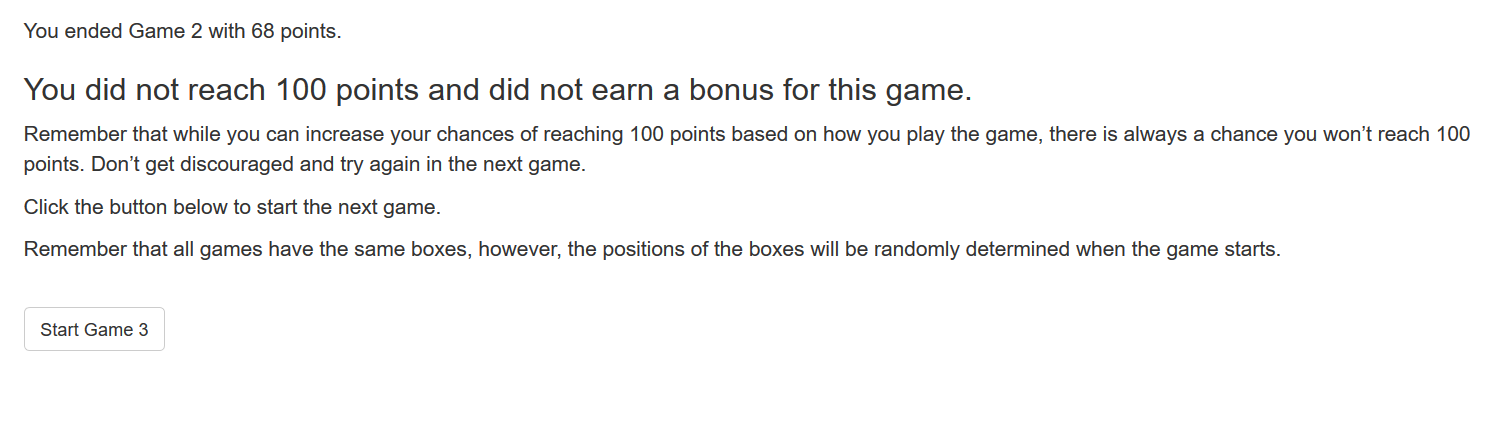 You ended Game 2 with 68 points.
You did not reach 100 points and did not earn a bonus for this game.
Remember that while you can increase your chances of reaching 100 points based on how you play the game, there is always a chance you won’t reach 100
points. Don’t get discouraged and try again in the next game.
Click the button below to start the next game.
Remember that all games have the same boxes, however, the positions of the boxes will be randomly determined when the game starts.
Start Game 3